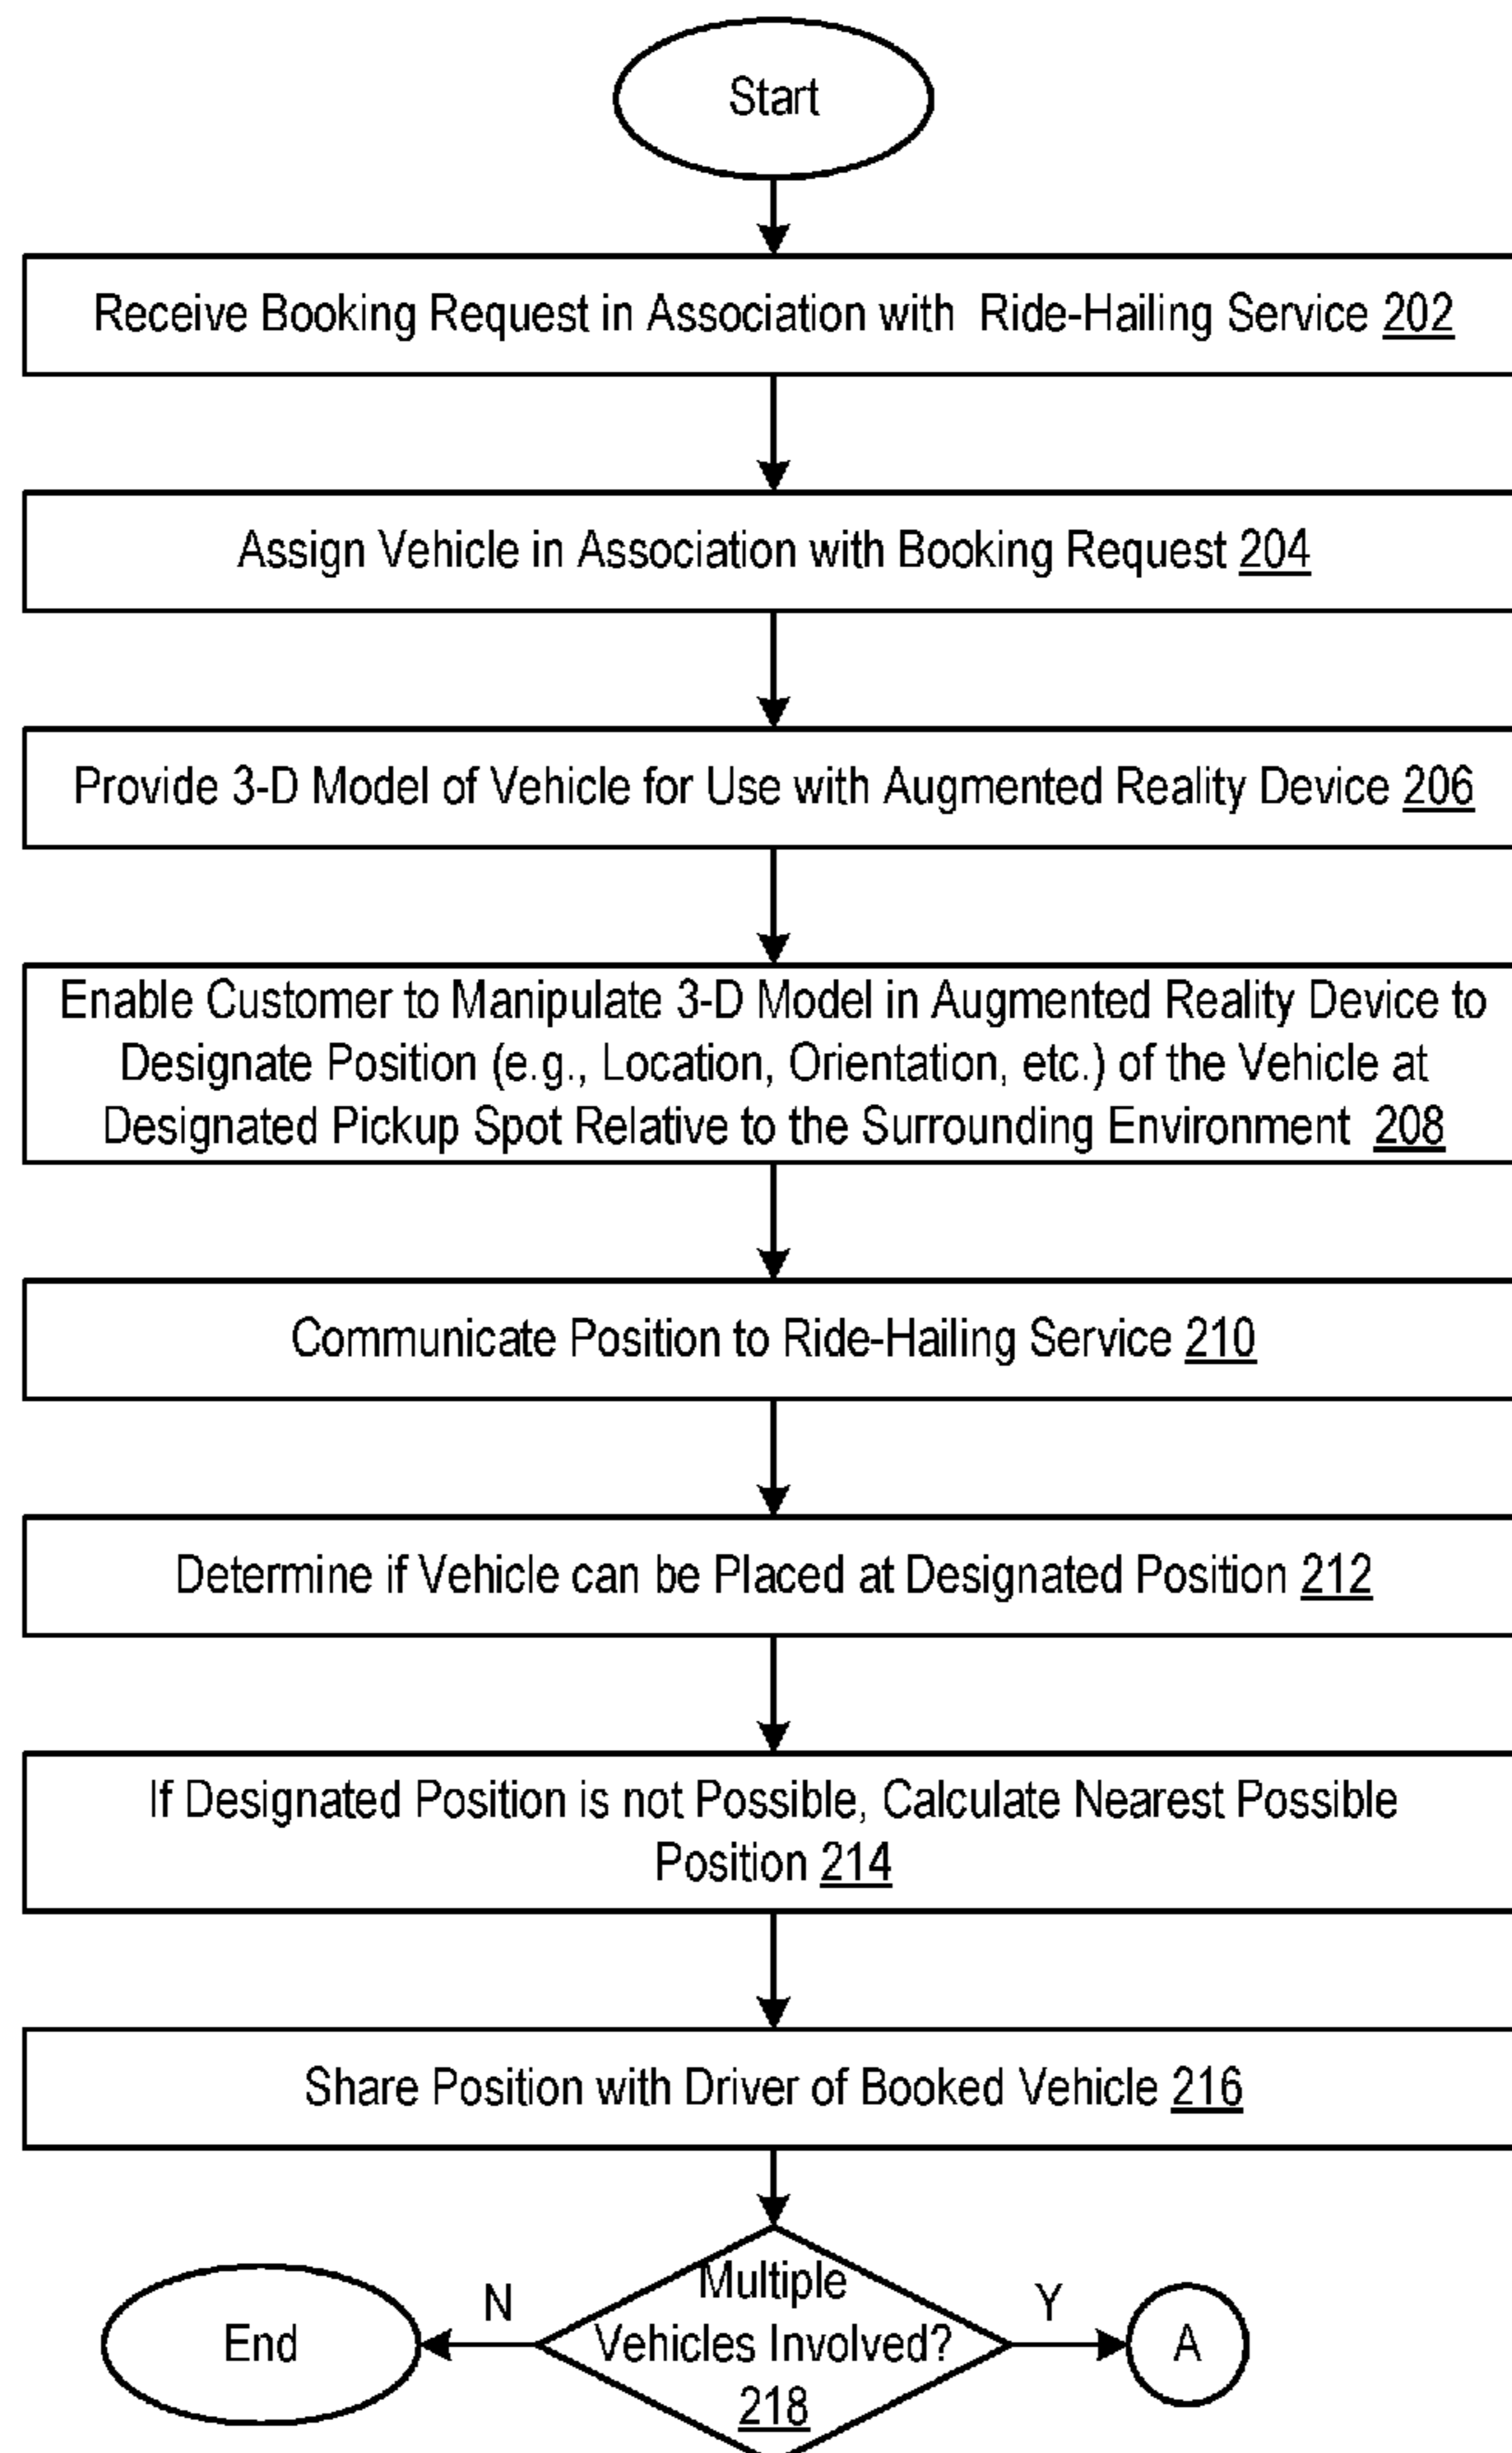 Start
Receive Booking Request in Association with Ride-Hailing Service 202
Assign Vehicle in Association with Booking Request 204
Provide 3-D Model of Vehicle for Use with Augmented Reality Device 206
Enable Customer to Manipulate 3-D Model in Augmented Reality Device to
Designate Position (e.g., Location, Orientation, etc.) of the Vehicle at
Designated Pickup Spot Relative to the Surrounding Environment 208
Communicate Position to Ride-Hailing Service 210
Determine if Vehicle can be Placed at Designated Position 212
If Designated Position is not Possible, Calculate Nearest Possible
Position 214
Share Position with Driver of Booked Vehicle 216
Multiple
Vehicles Involved?
218
N
Y
End
A